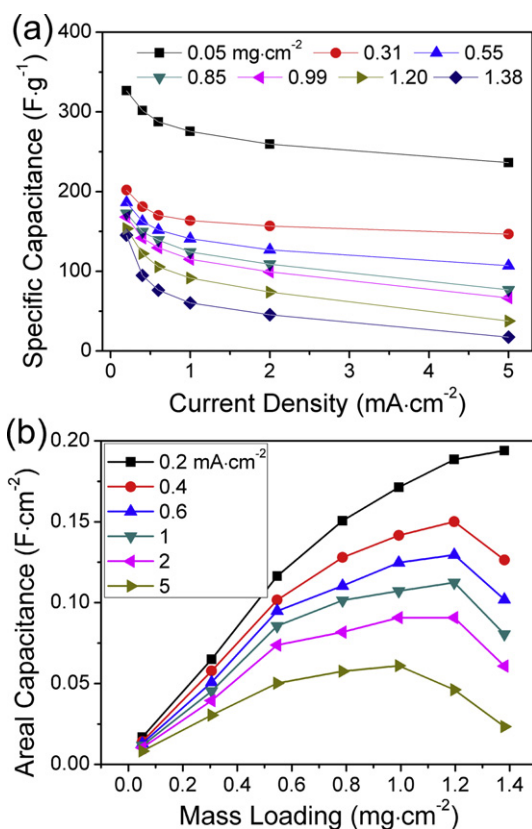 (a)
400
300
200
100
0
Specific Capacitance (F·g⁻¹)
0.05 mg·cm⁻² 0.31 0.55
0.85 0.99 1.20 1.38
0 1 2 3 4 5
Current Density (mA·cm⁻²)
(b)
0.20
0.15
0.10
0.05
0.00
Areal Capacitance (F·cm⁻²)
0.2 mA·cm⁻²
0.4
0.6
1
2
5
0.0 0.2 0.4 0.6 0.8 1.0 1.2 1.4
Mass Loading (mg·cm⁻²)